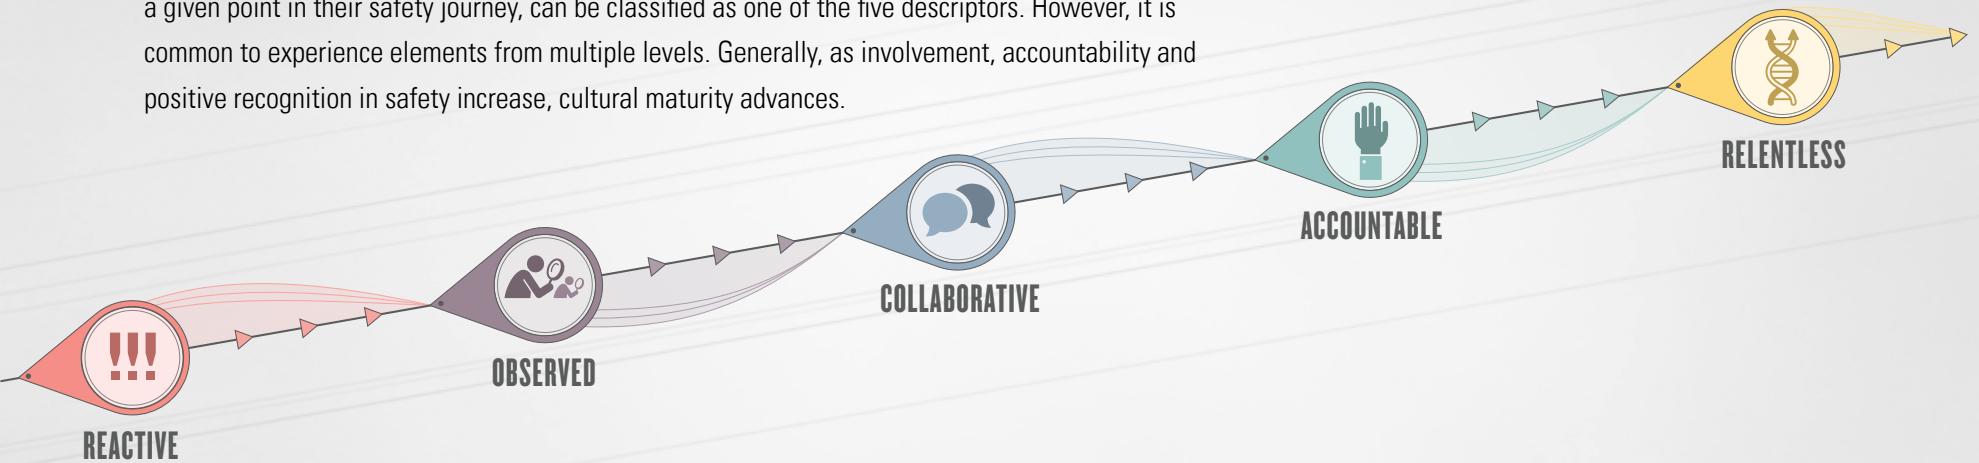 a given point in their safety journey, can be classified as one of the five descriptors. However, it is
common to experience elements from multiple levels. Generally, as involvement, accountability and
positive recognition in safety increase, cultural maturity advances.
RELENTLESS
ACCOUNTABLE
COLLABORATIVE
OBSERVED
!!!
REACTIVE